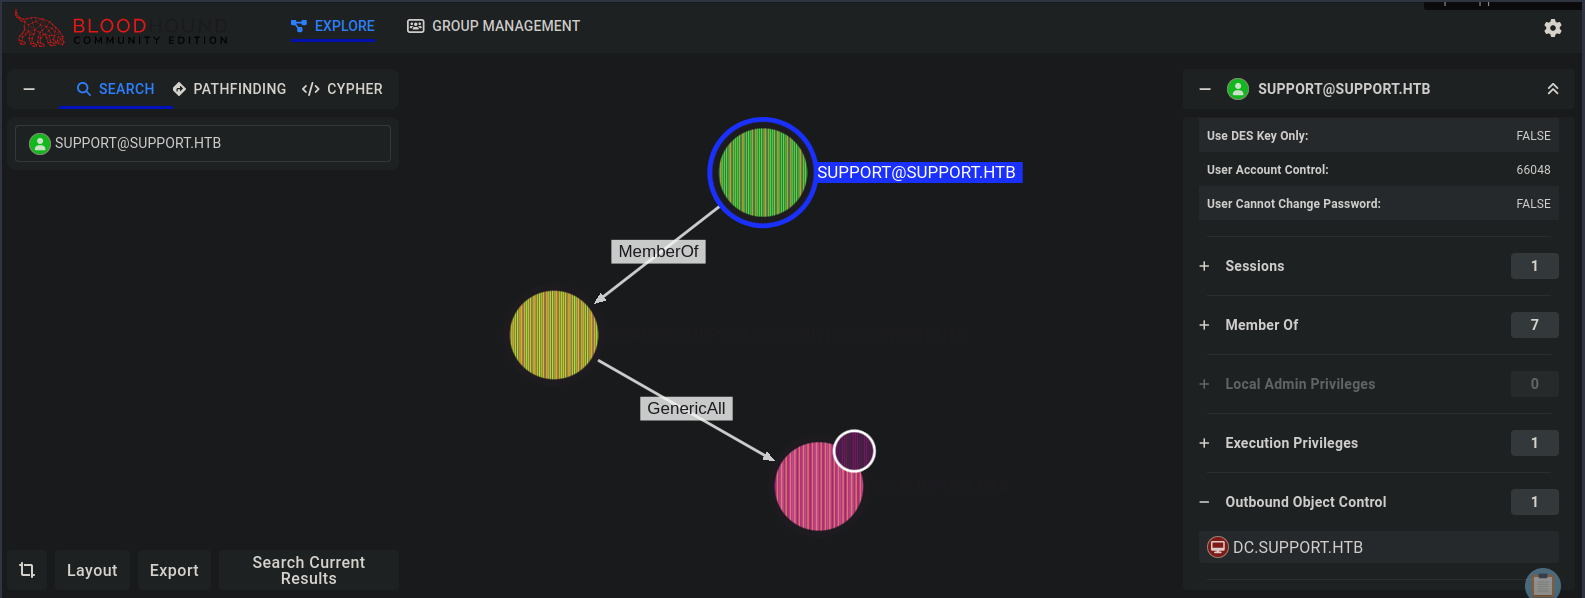 BLOODHOUND
COMMUNITY EDITION
EXPLORE
GROUP MANAGEMENT
SEARCH
PATHFINDING
CYPHER
SUPPORT@SUPPORT.HTB
SUPPORT@SUPPORT.HTB
MemberOf
GenericAll
Layout
Export
Search Current
Results
SUPPORT@SUPPORT.HTB
Use DES Key Only: FALSE
User Account Control: 66048
User Cannot Change Password: FALSE
Sessions 1
Member Of 7
Local Admin Privileges 0
Execution Privileges 1
Outbound Object Control 1
DC.SUPPORT.HTB